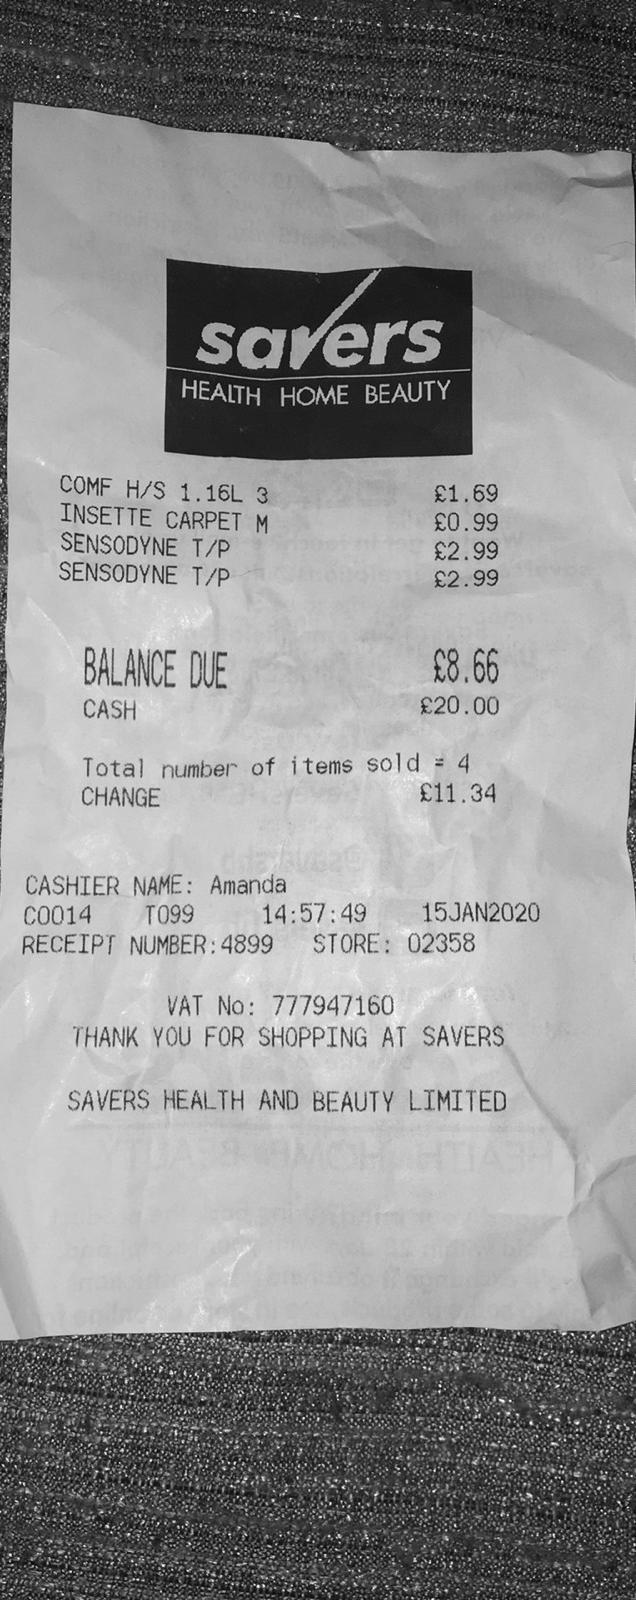 savers
HEALTH HOME BEAUTY
COMF H/S 1.16L 3 £1.69
INSETTE CARPET M £0.99
SENSODYNE T/P £2.99
SENSODYNE T/P £2.99
BALANCE DUE £8.66
CASH £20.00
Total number of items sold = 4
CHANGE £11.34
CASHIER NAME: Amanda
C0014 T099 14:57:49 15JAN2020
RECEIPT NUMBER:4899 STORE: 02358
VAT No: 777947160
THANK YOU FOR SHOPPING AT SAVERS
SAVERS HEALTH AND BEAUTY LIMITED